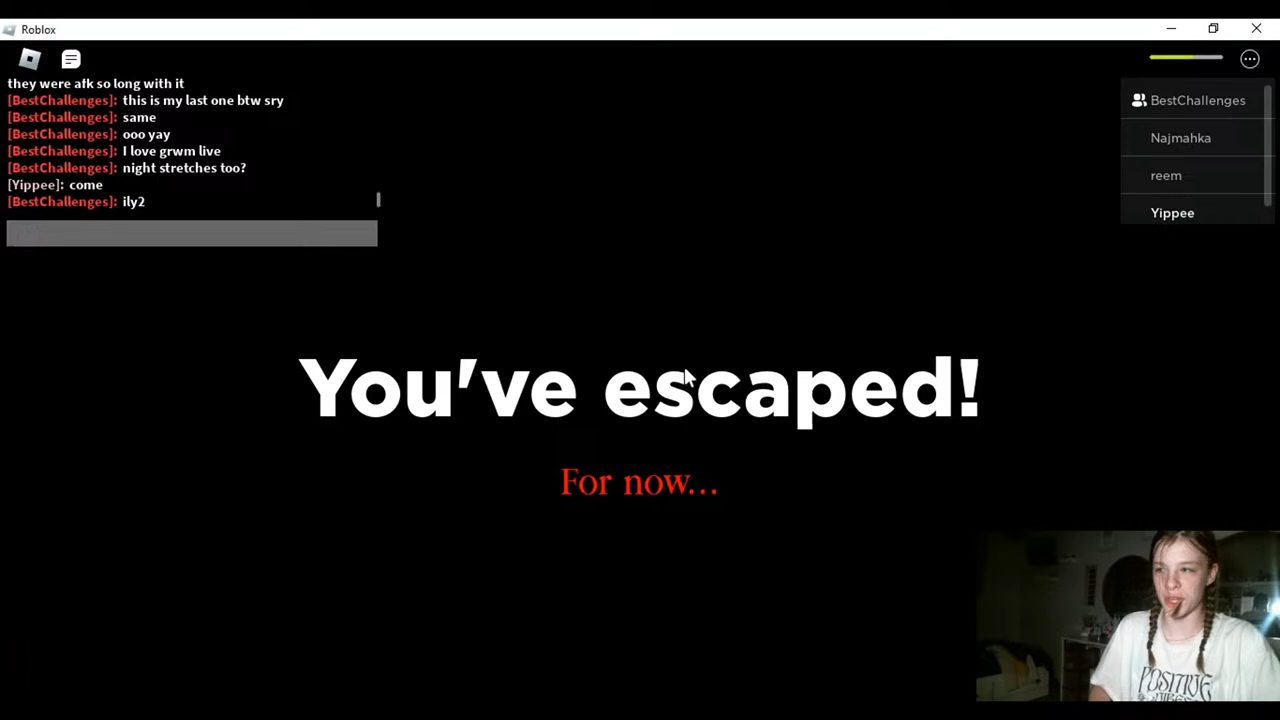 Roblox
they were afk so long with it
[BestChallenges]: this is my last one btw sry
[BestChallenges]: same
[BestChallenges]: ooo yay
[BestChallenges]: I love grwm live
[BestChallenges]: night stretches too?
[Yippee]: come
[BestChallenges]: ily2
BestChallenges
Najmahka
reem
Yippee
You've escaped!
For now...
POSITIVE